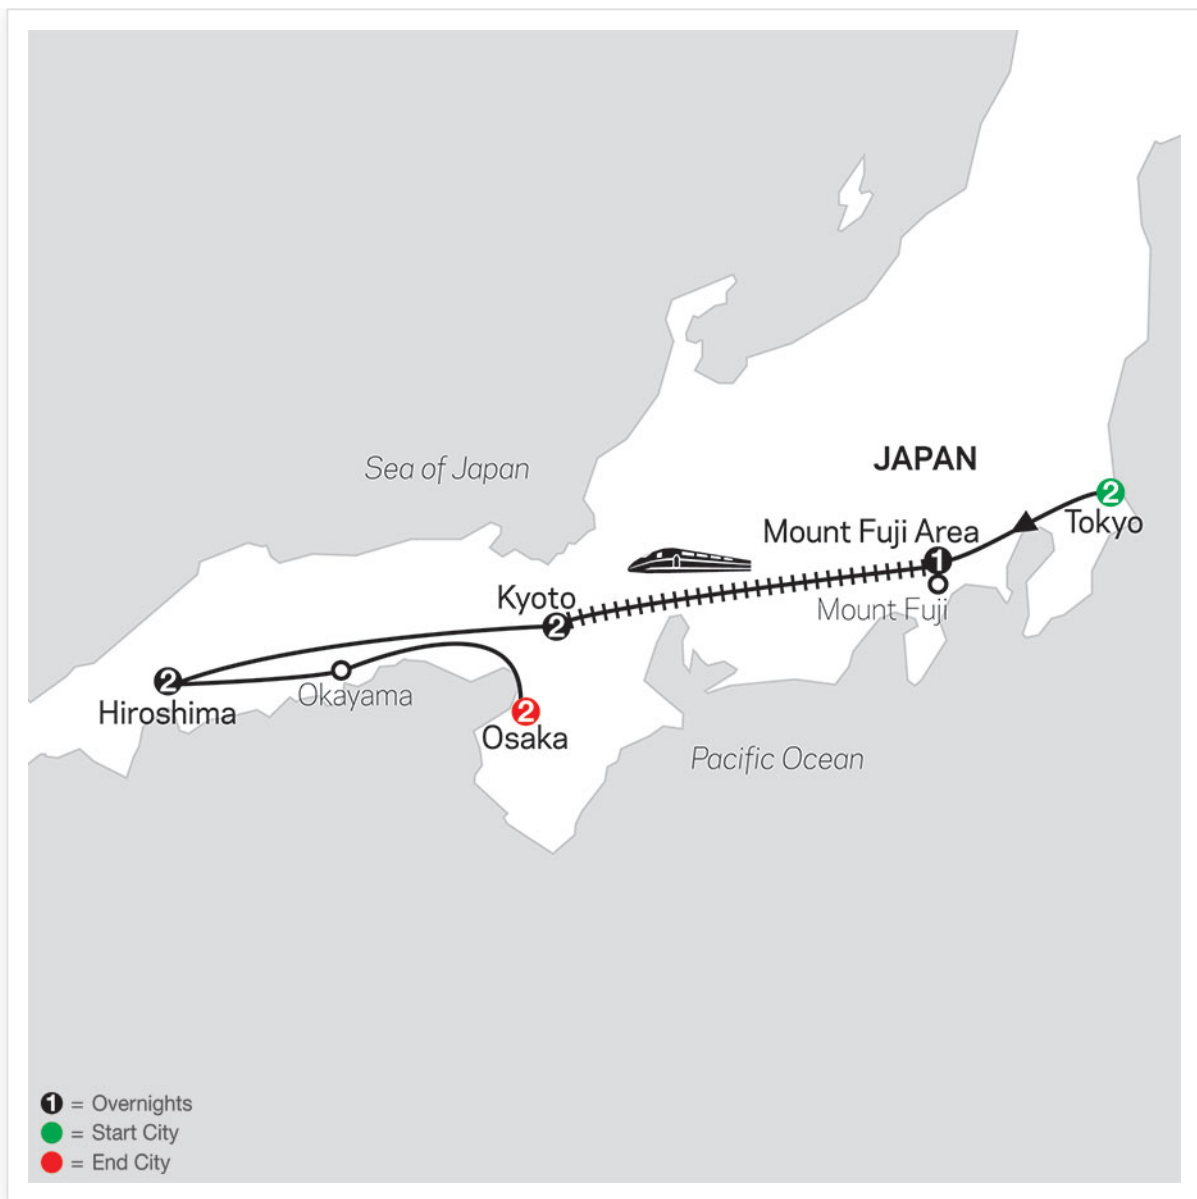 Sea of Japan
JAPAN
2
Tokyo
Mount Fuji Area
1
Mount Fuji
Kyoto
2
2
Hiroshima
Okayama
2
Osaka
Pacific Ocean
1 = Overnights
= Start City
= End City